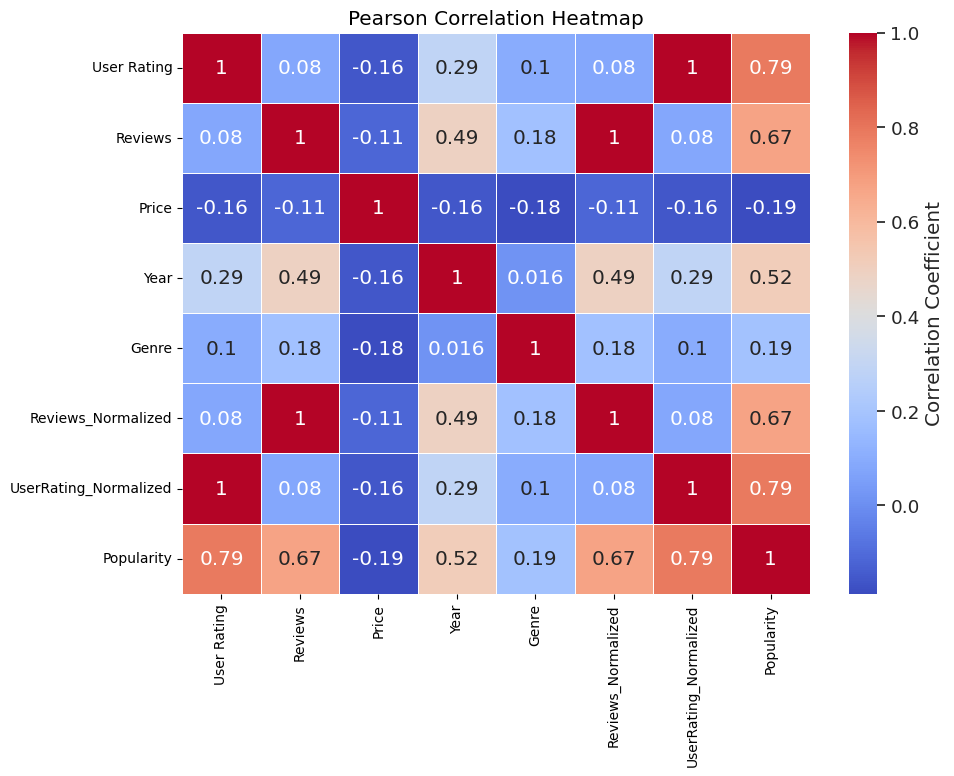 Pearson Correlation Heatmap
User Rating 1 0.08 -0.16 0.29 0.1 0.08 1 0.79
Reviews 0.08 1 -0.11 0.49 0.18 1 0.08 0.67
Price -0.16 -0.11 1 -0.16 -0.18 -0.11 -0.16 -0.19
Year 0.29 0.49 -0.16 1 0.016 0.49 0.29 0.52
Genre 0.1 0.18 -0.18 0.016 1 0.18 0.1 0.19
Reviews_Normalized 0.08 1 -0.11 0.49 0.18 1 0.08 0.67
UserRating_Normalized 1 0.08 -0.16 0.29 0.1 0.08 1 0.79
Popularity 0.79 0.67 -0.19 0.52 0.19 0.67 0.79 1
User Rating
Reviews
Price
Year
Genre
Reviews_Normalized
UserRating_Normalized
Popularity
1.0
0.8
0.6
0.4
0.2
0.0
Correlation Coefficient